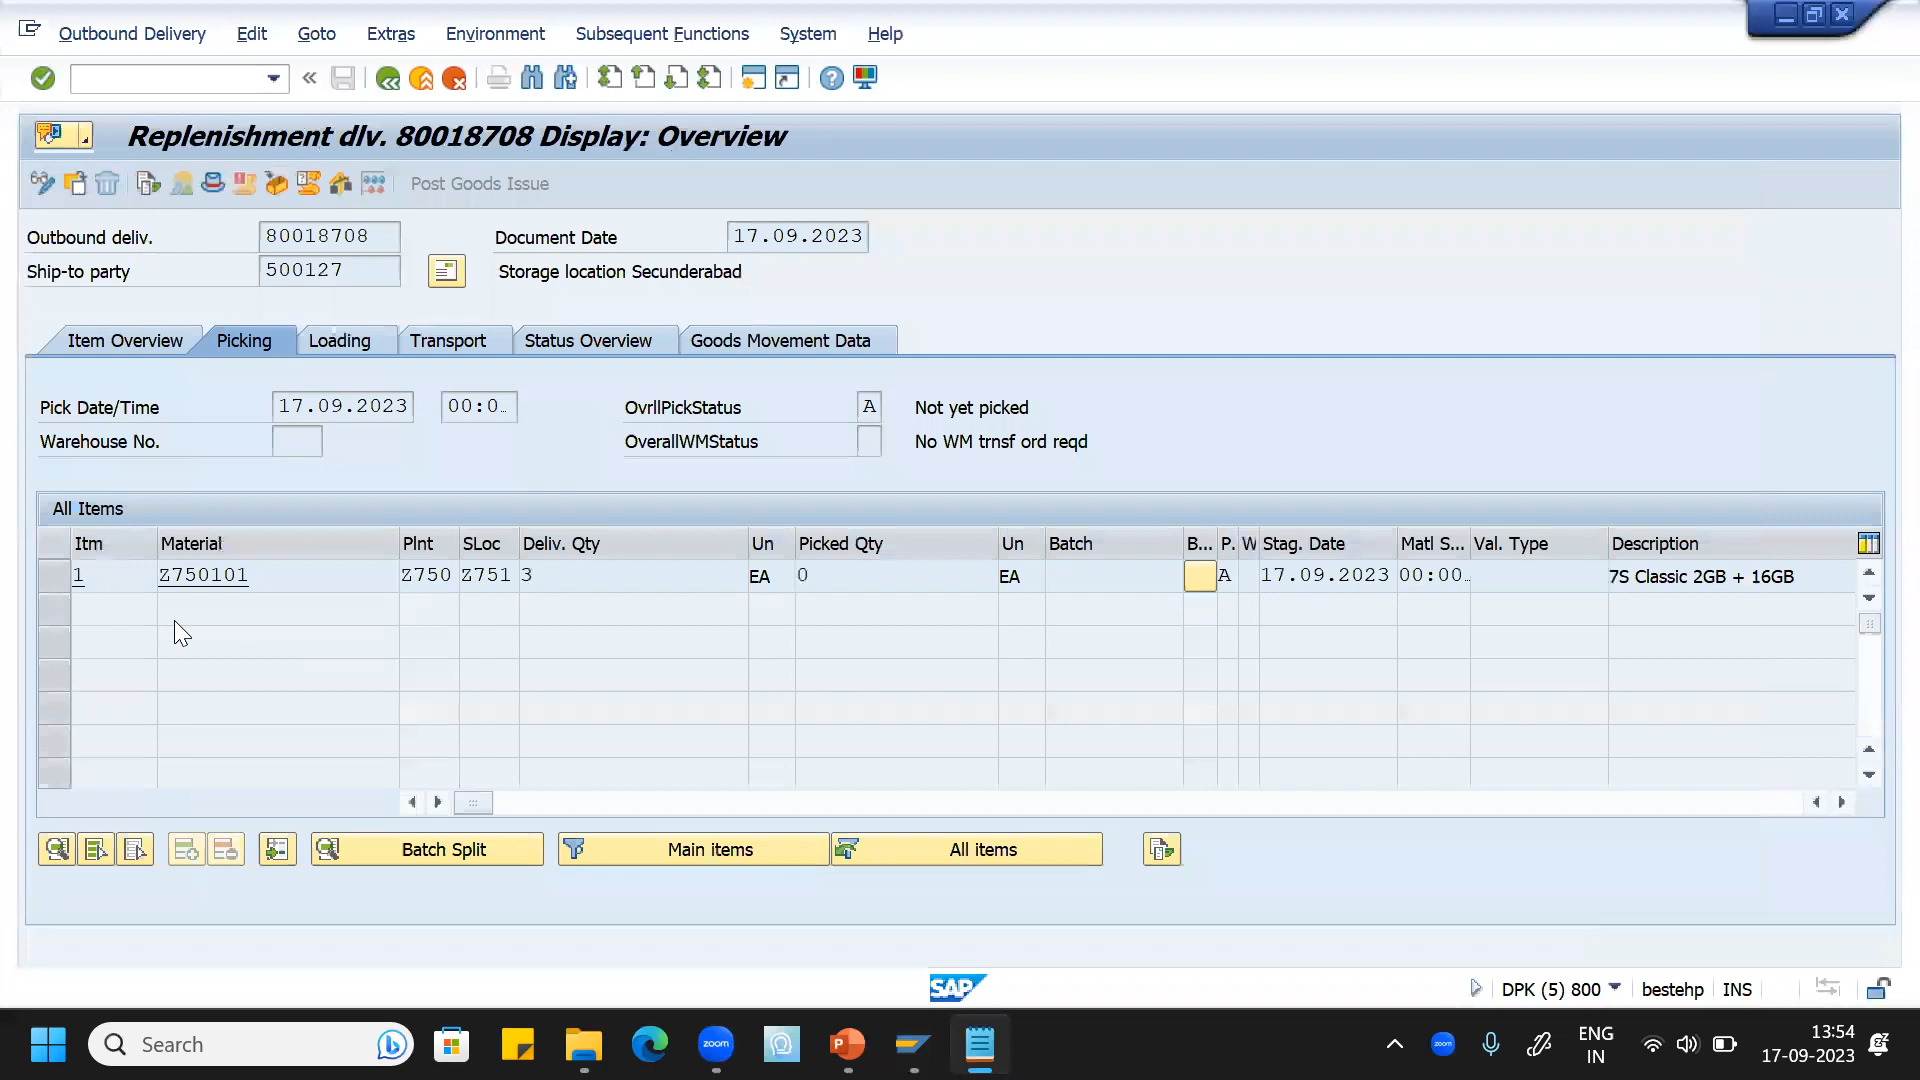 Outbound Delivery Edit Goto Extras Environment Subsequent Functions System Help
Replenishment dlv. 80018708 Display: Overview
Post Goods Issue
Outbound deliv. 80018708 Document Date 17.09.2023
Ship-to party 500127 Storage location Secunderabad
Item Overview Picking Loading Transport Status Overview Goods Movement Data
Pick Date/Time 17.09.2023 00:0.. OvrllPickStatus A Not yet picked
Warehouse No. OverallWMStatus No WM trnsf ord reqd
All Items
Itm Material Plnt SLoc Deliv. Qty Un Picked Qty Un Batch B... P. W Stag. Date Matl S... Val. Type Description
1 Z750101 Z750 Z751 3 EA 0 EA A 17.09.2023 00:00.. 7S Classic 2GB + 16GB
Batch Split Main items All items
SAP DPK (5) 800 bestehp INS
Search zoom P zoom ENG IN 13:54 17-09-2023